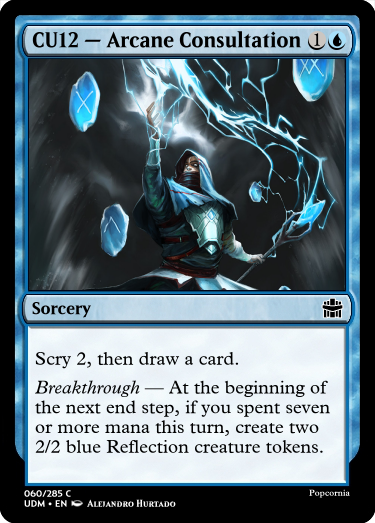 CU12 — Arcane Consultation 1
Sorcery
Scry 2, then draw a card.
Breakthrough — At the beginning of
the next end step, if you spent seven
or more mana this turn, create two
2/2 blue Reflection creature tokens.
060/285 C
Popcornia
UDM • EN Alejandro Hurtado